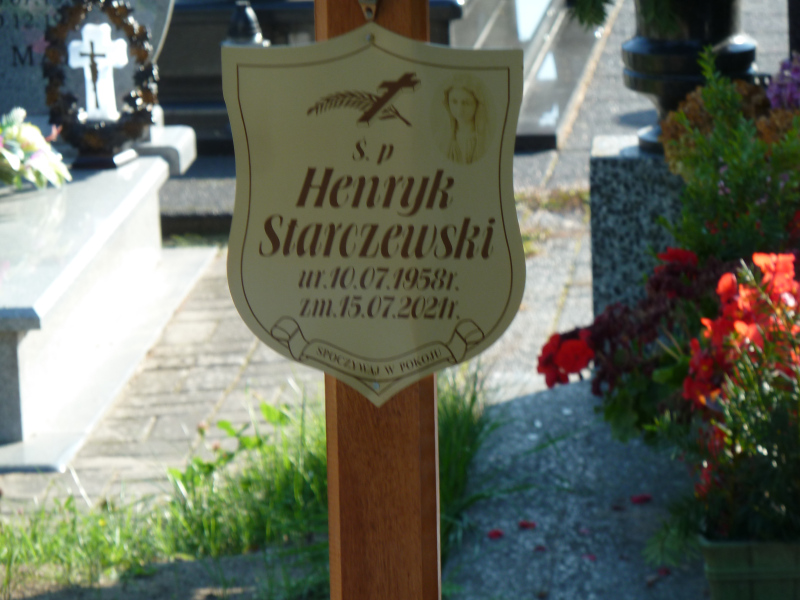 Ś. P
Henryk
Starczewski
ur.10.07.1958r.
zm.15.07.2021r.
SPOCZYWAJ W POKOJU